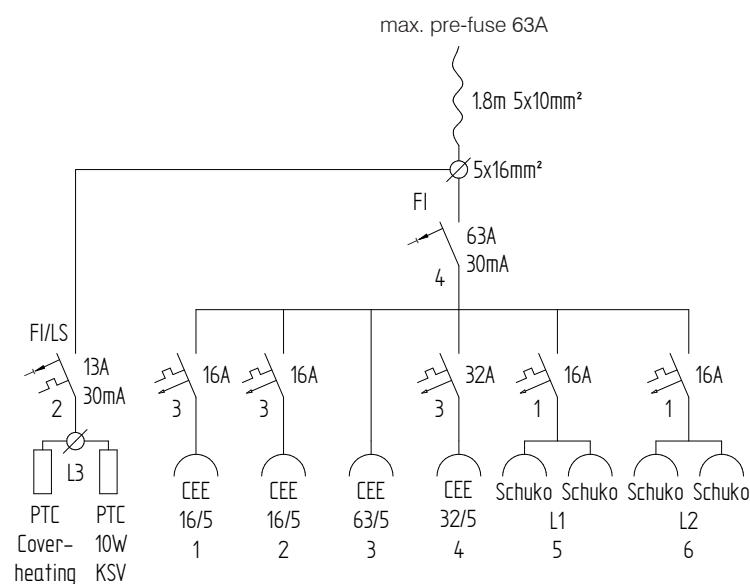 max. pre-fuse 63A
1.8m 5x10mm²
5x16mm²
FI
63A
30mA
4
FI/LS
13A
30mA
2
16A
3
16A
3
32A
3
16A
1
16A
1
L3
PTC
Cover-
heating
PTC
10W
KSV
CEE
16/5
1
CEE
16/5
2
CEE
63/5
3
CEE
32/5
4
Schuko Schuko
L1
5
Schuko Schuko
L2
6